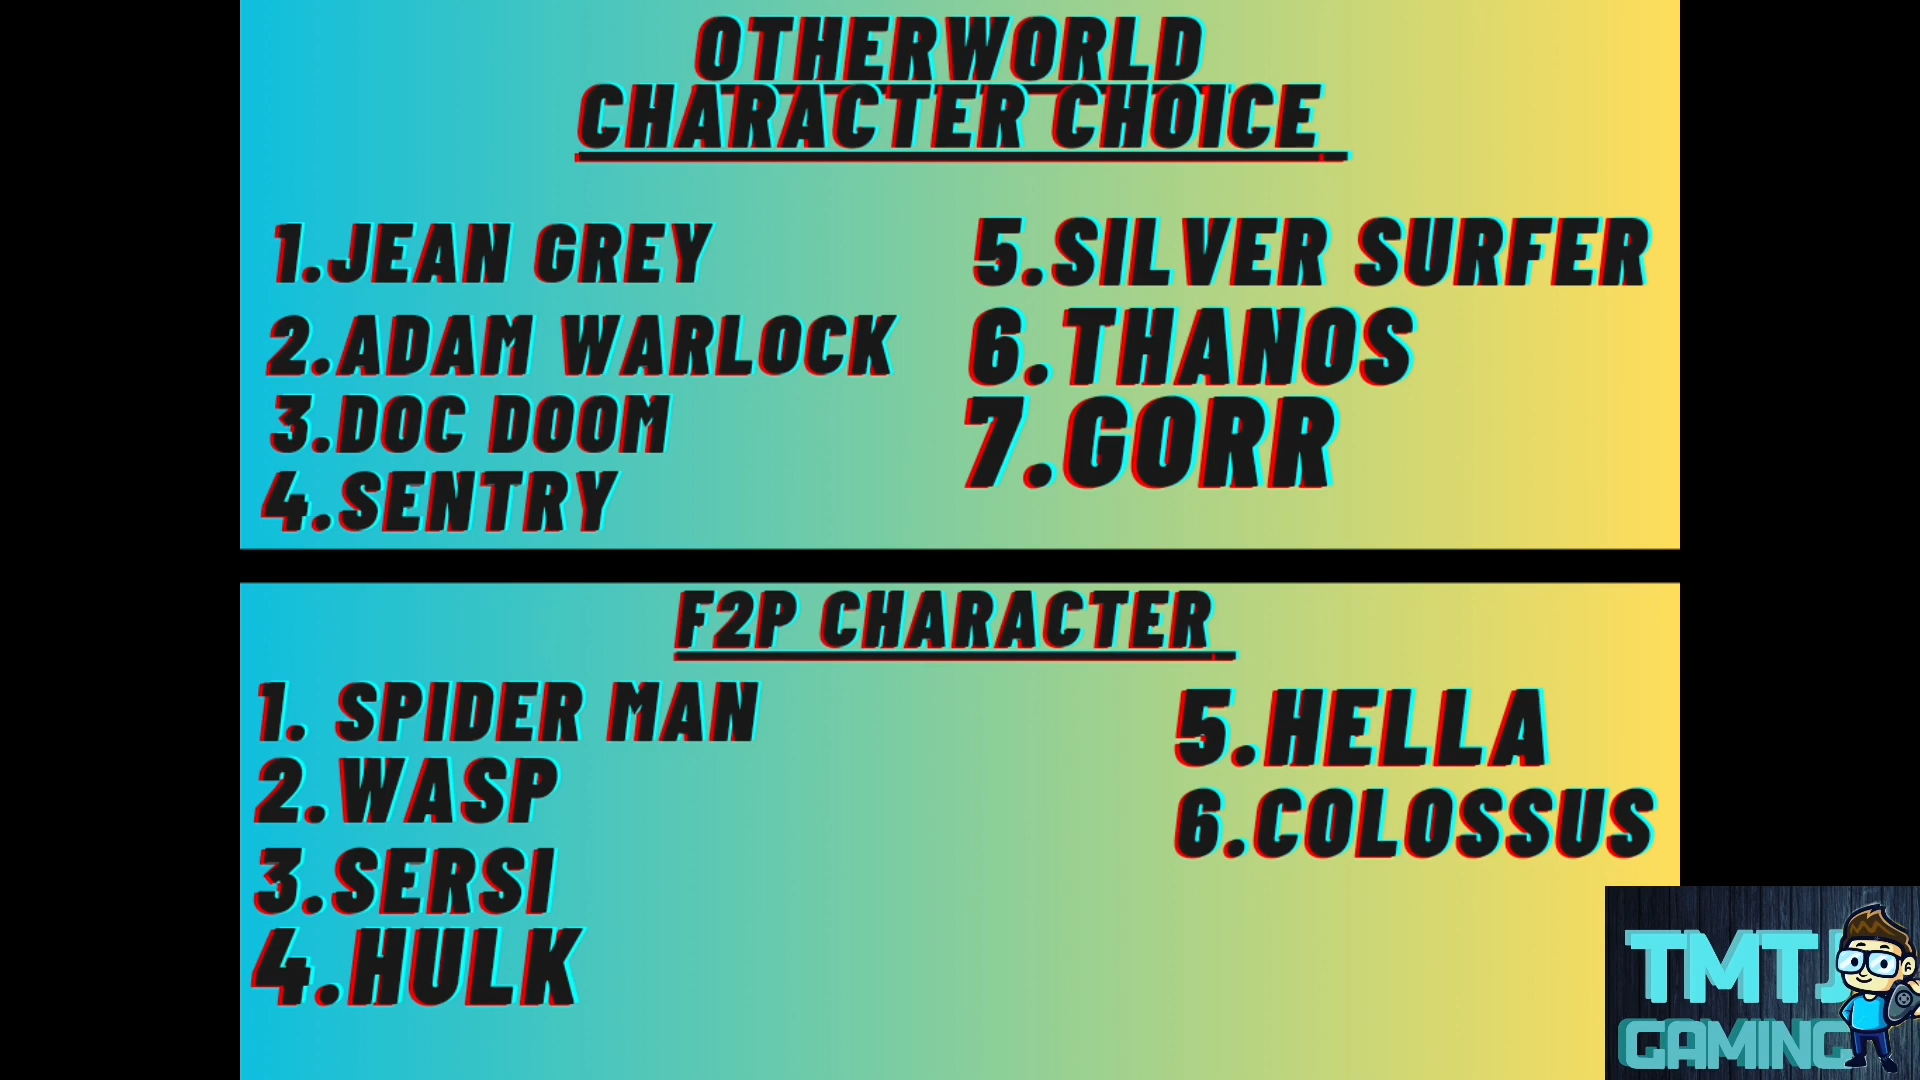 OTHERWORLD
CHARACTER CHOICE
1.JEAN GREY
2.ADAM WARLOCK
3.DOC DOOM
4.SENTRY
5.SILVER SURFER
6.THANOS
7.GORR
F2P CHARACTER
1. SPIDER MAN
2.WASP
3.SERSI
4.HULK
5.HELLA
6.COLOSSUS
TMTJ
GAMING